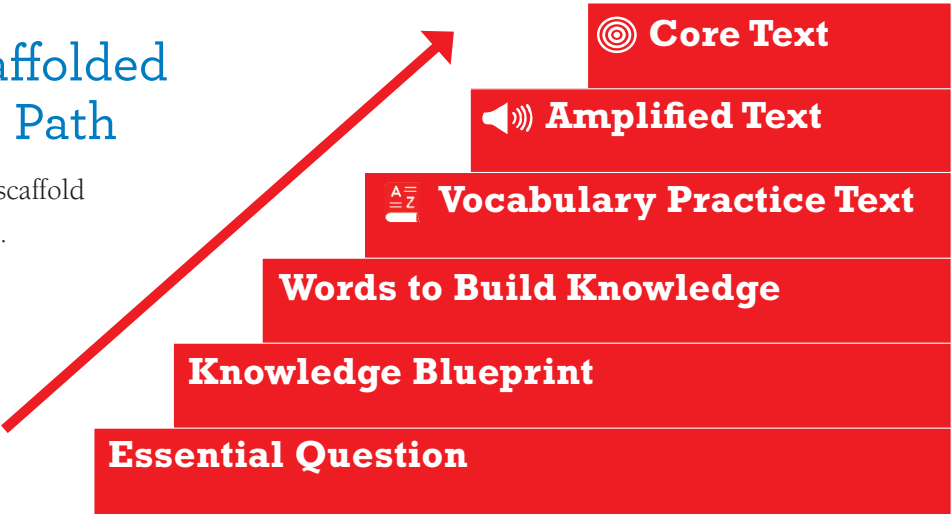 affolded
Path
scaffold
.
Core Text
Amplified Text
A
Z
Vocabulary Practice Text
Words to Build Knowledge
Knowledge Blueprint
Essential Question